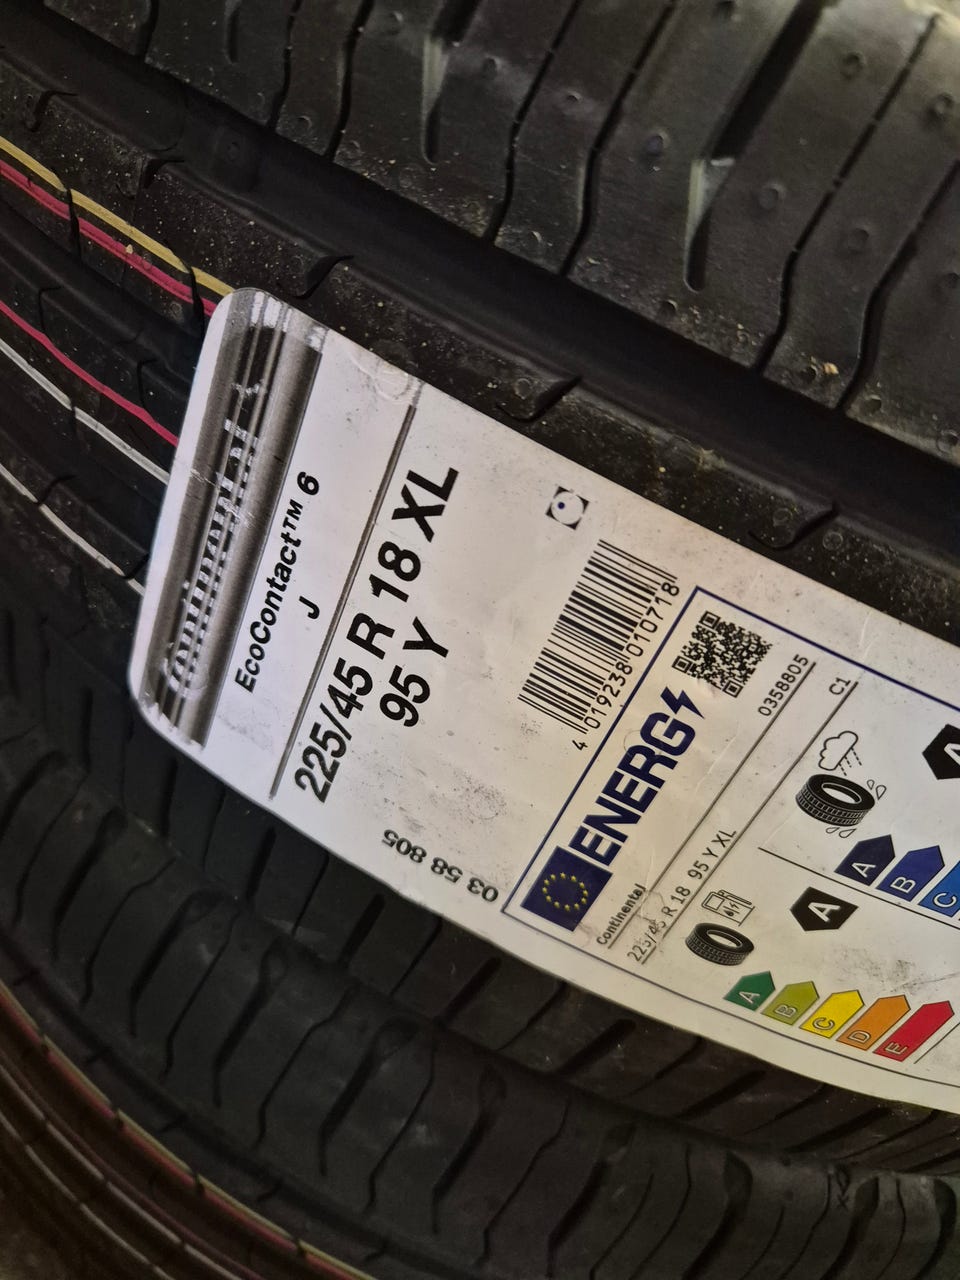 Continental
EcoContact™ 6
J
225/45 R 18 XL
95 Y
4 019238 010718
03 58 805
ENERG
0358805
Continental
225/45 R 18 95 Y XL
C1
A
A
B
C
D
E
A
A
B
C